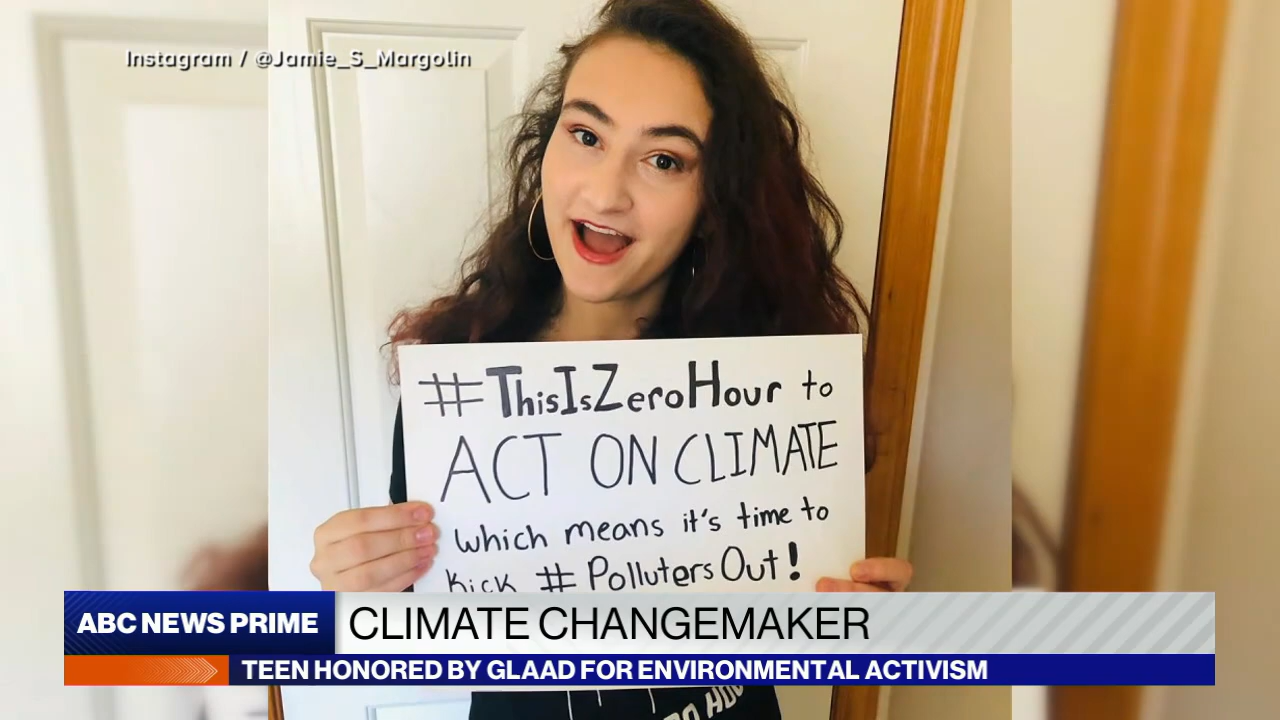 Instagram / @Jamie_S_Margolin
#ThisIsZeroHour to
ACT ON CLIMATE
which means it's time to
kick #PollutersOut!
ABC NEWS PRIME
CLIMATE CHANGEMAKER
TEEN HONORED BY GLAAD FOR ENVIRONMENTAL ACTIVISM